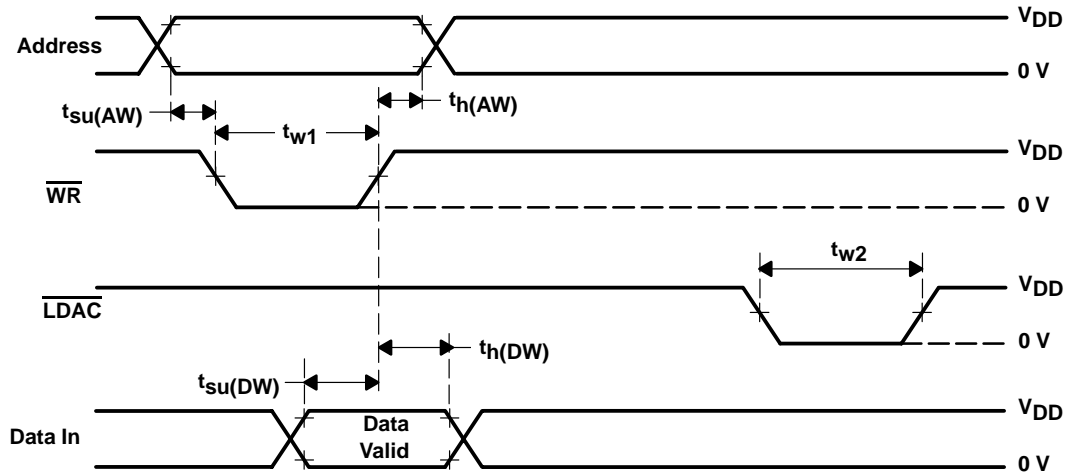 VDD
Address
0 V
tsu(AW)
th(AW)
tw1
VDD
WR
0 V
tw2
VDD
LDAC
0 V
th(DW)
tsu(DW)
VDD
Data In
Data
Valid
0 V